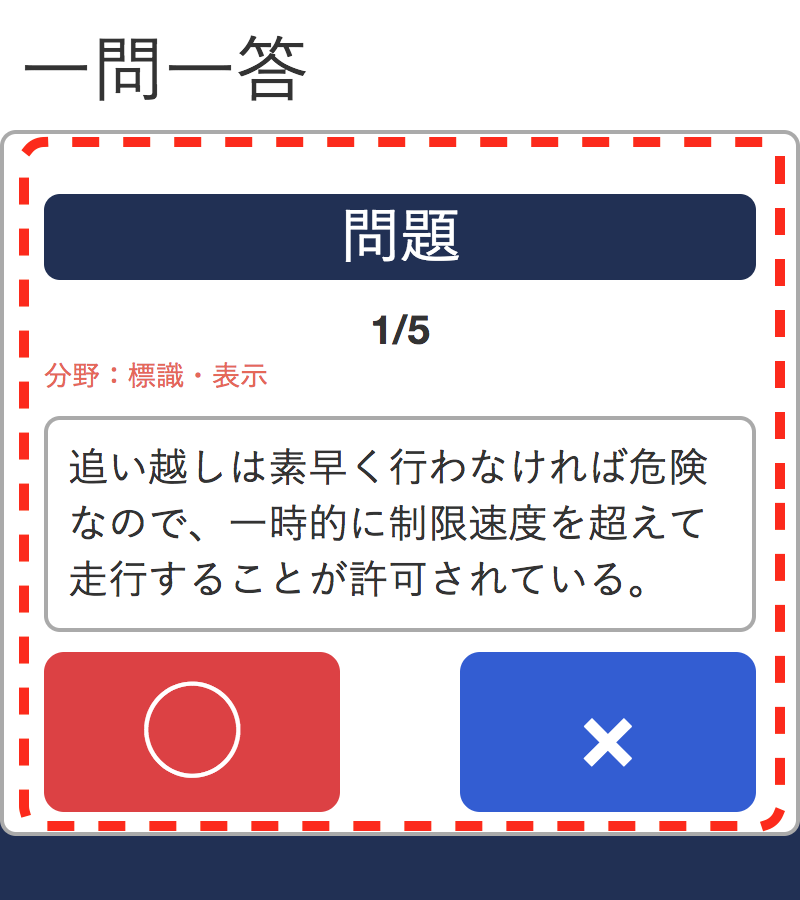 一問一答
問題
1/5
分野：標識・表示
追い越しは素早く行わなければ危険
なので、一時的に制限速度を超えて
走行することが許可されている。
◯
×